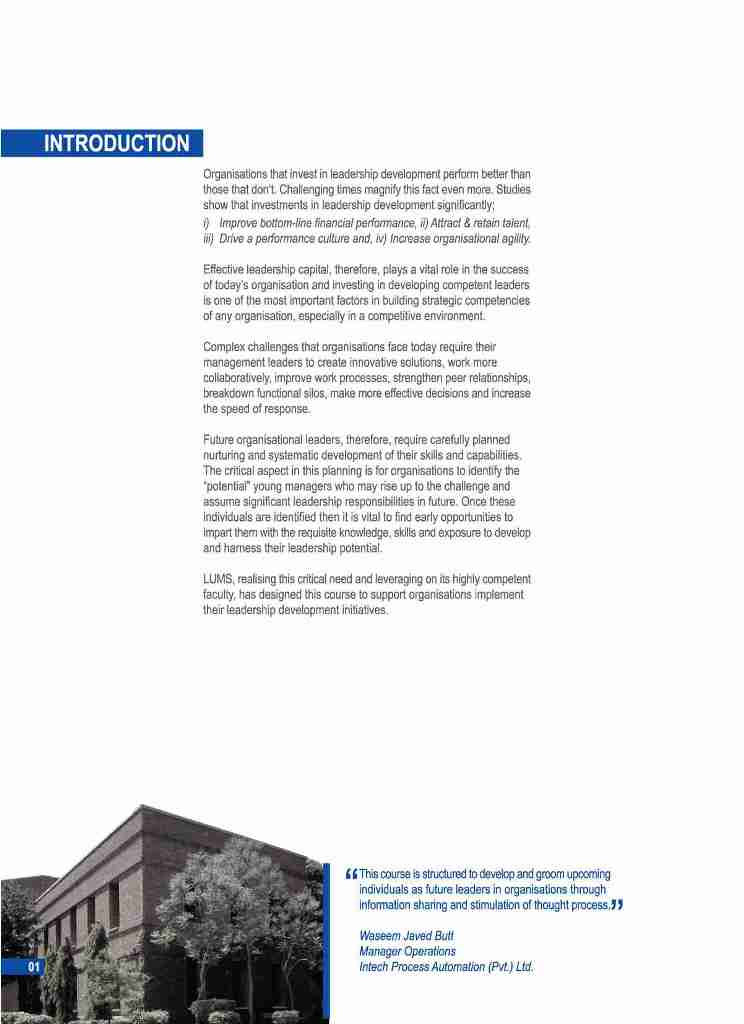 INTRODUCTION
Organisations that invest in leadership development perform better than
those that don't. Challenging times magnify this fact even more. Studies
show that investments in leadership development significantly;
i) Improve bottom-line financial performance, ii) Attract & retain talent,
iii) Drive a performance culture and, iv) Increase organisational agility.
Effective leadership capital, therefore, plays a vital role in the success
of today's organisation and investing in developing competent leaders
is one of the most important factors in building strategic competencies
of any organisation, especially in a competitive environment.
Complex challenges that organisations face today require their
management leaders to create innovative solutions, work more
collaboratively, improve work processes, strengthen peer relationships,
breakdown functional silos, make more effective decisions and increase
the speed of response.
Future organisational leaders, therefore, require carefully planned
nurturing and systematic development of their skills and capabilities.
The critical aspect in this planning is for organisations to identify the
"potential" young managers who may rise up to the challenge and
assume significant leadership responsibilities in future. Once these
individuals are identified then it is vital to find early opportunities to
impart them with the requisite knowledge, skills and exposure to develop
and harness their leadership potential.
LUMS, realising this critical need and leveraging on its highly competent
faculty, has designed this course to support organisations implement
their leadership development initiatives.
“This course is structured to develop and groom upcoming
individuals as future leaders in organisations through
information sharing and stimulation of thought process.”
Waseem Javed Butt
Manager Operations
Intech Process Automation (Pvt.) Ltd.
01